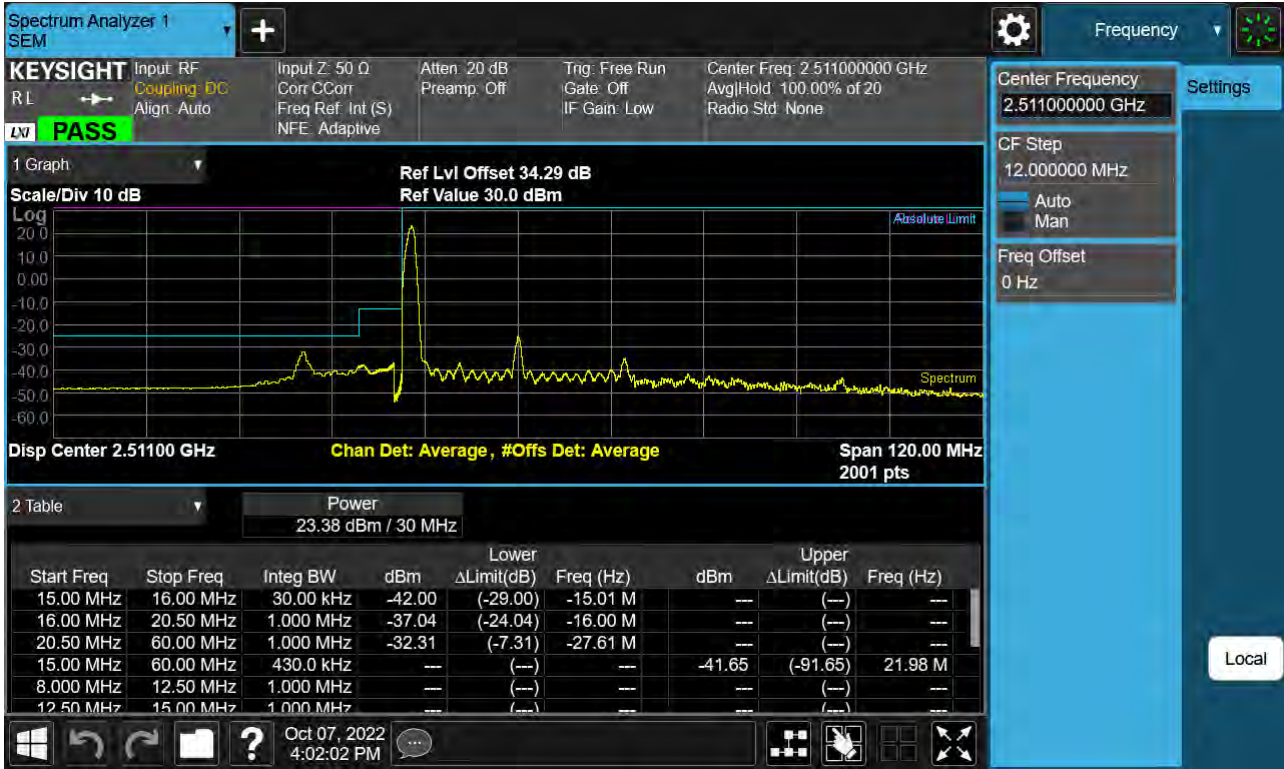 Spectrum Analyzer 1
SEM
Frequency
KEYSIGHT
RL
LXI
PASS
Input: RF
Coupling: DC
Align: Auto
Input Z: 50 Ω
Corr CCorr
Freq Ref: Int (S)
NFE: Adaptive
Atten: 20 dB
Preamp: Off
Trig: Free Run
Gate: Off
IF Gain: Low
Center Freq: 2.511000000 GHz
Avg|Hold: 100.00% of 20
Radio Std: None
Center Frequency
2.511000000 GHz
Settings
CF Step
12.000000 MHz
Auto
Man
Freq Offset
0 Hz
Local
1 Graph
Scale/Div 10 dB
Ref Lvl Offset 34.29 dB
Ref Value 30.0 dBm
Log
20.0
10.0
0.00
-10.0
-20.0
-30.0
-40.0
-50.0
-60.0
Limit
Spectrum
Disp Center 2.51100 GHz
Chan Det: Average, #Offs Det: Average
Span 120.00 MHz
2001 pts
2 Table
Power
23.38 dBm / 30 MHz
Lower Upper
Start Freq Stop Freq Integ BW dBm ΔLimit(dB) Freq (Hz) dBm ΔLimit(dB) Freq (Hz)
15.00 MHz 16.00 MHz 30.00 kHz -42.00 (-29.00) -15.01 M --- (---) ---
16.00 MHz 20.50 MHz 1.000 MHz -37.04 (-24.04) -16.00 M --- (---) ---
20.50 MHz 60.00 MHz 1.000 MHz -32.31 (-7.31) -27.61 M --- (---) ---
15.00 MHz 60.00 MHz 430.0 kHz --- (---) --- -41.65 (-91.65) 21.98 M
8.000 MHz 12.50 MHz 1.000 MHz --- (---) --- --- (---) ---
12.50 MHz 15.00 MHz 1.000 MHz --- (---) --- --- (---) ---
Oct 07, 2022
4:02:02 PM